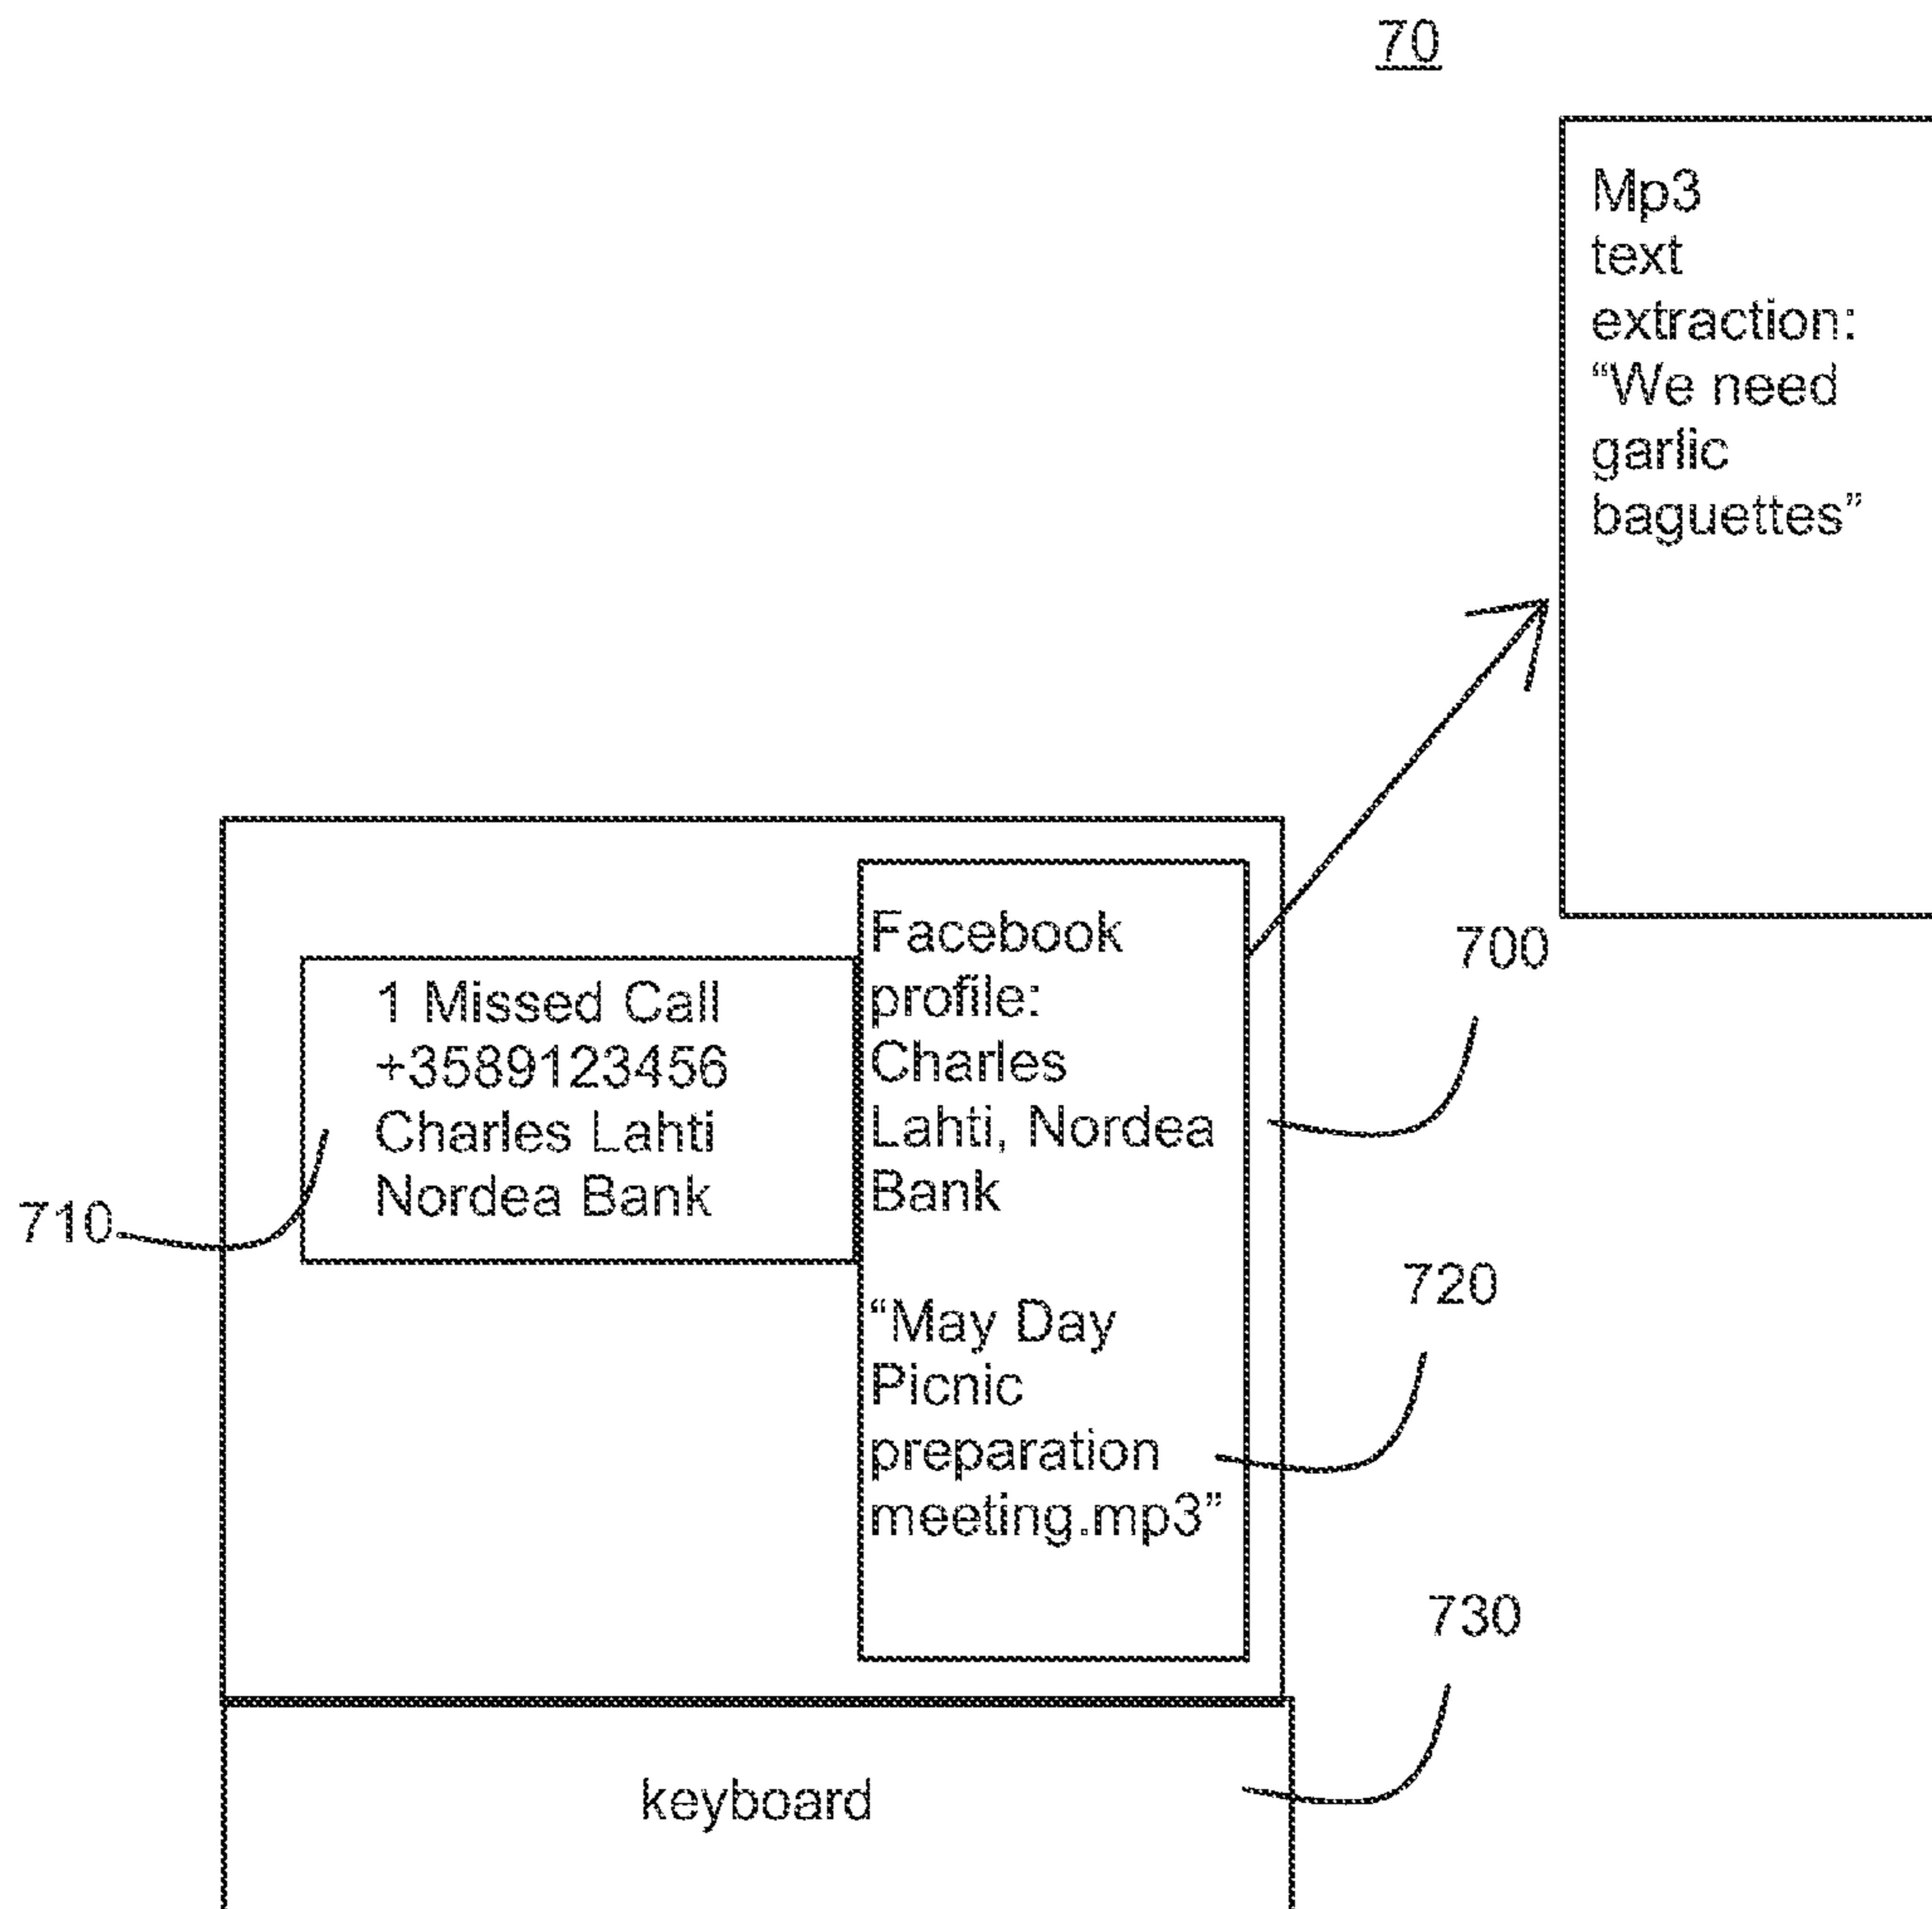 70
Mp3
text
extraction:
“We need
garlic
baguettes”
700
1 Missed Call
+3589123456
Charles Lahti
Nordea Bank
710
Facebook
profile:
Charles
Lahti, Nordea
Bank
“May Day
Picnic
preparation
meeting.mp3”
720
730
keyboard